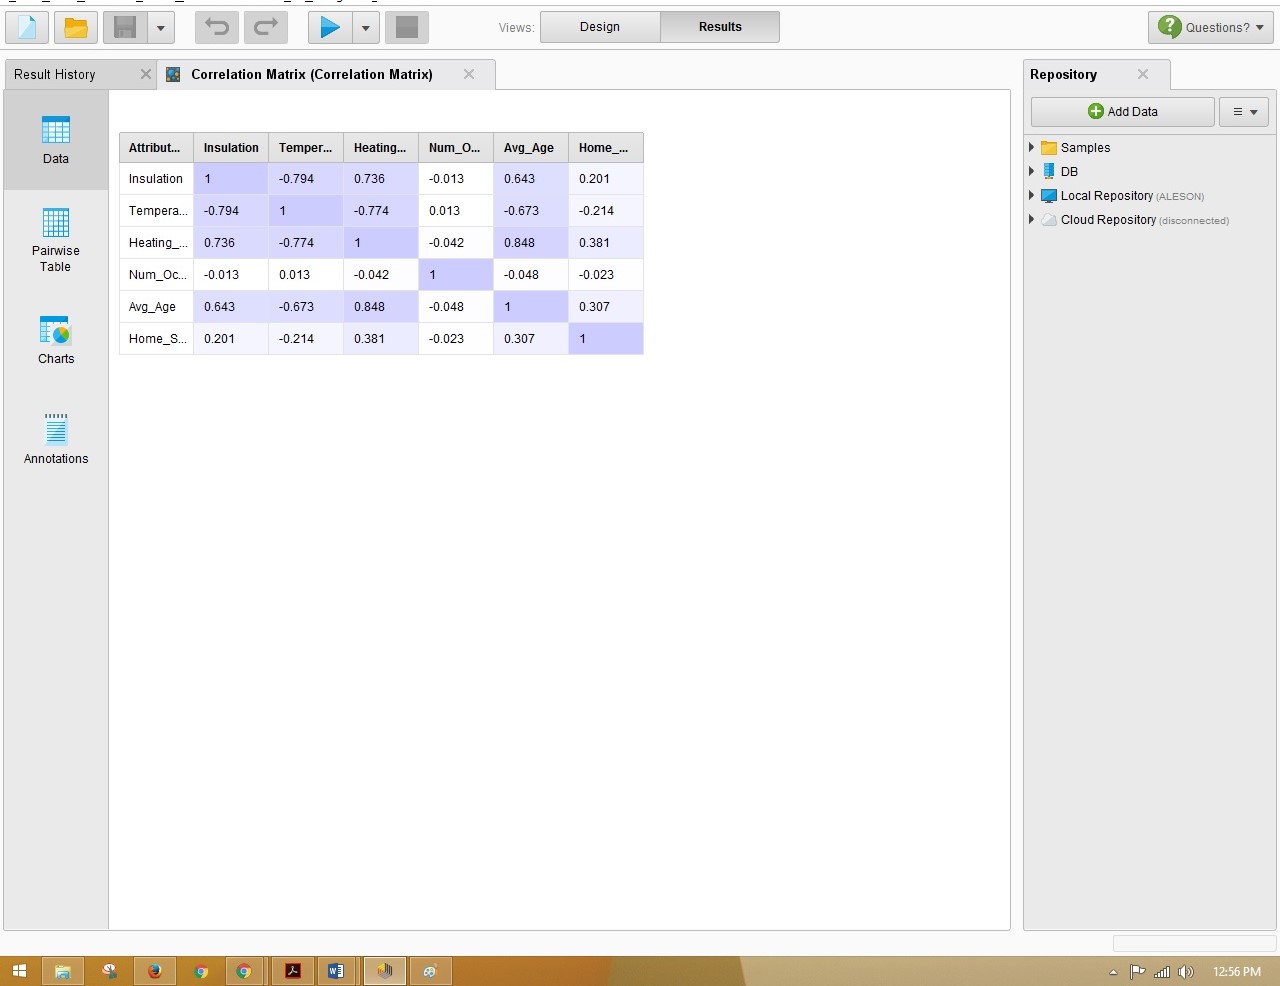 Views: Design Results Questions?
Result History Correlation Matrix (Correlation Matrix) Repository
Data
Pairwise
Table
Charts
Annotations
Attribut... Insulation Temper... Heating... Num_O... Avg_Age Home_...
Insulation 1 -0.794 0.736 -0.013 0.643 0.201
Tempera... -0.794 1 -0.774 0.013 -0.673 -0.214
Heating_... 0.736 -0.774 1 -0.042 0.848 0.381
Num_Oc... -0.013 0.013 -0.042 1 -0.048 -0.023
Avg_Age 0.643 -0.673 0.848 -0.048 1 0.307
Home_S... 0.201 -0.214 0.381 -0.023 0.307 1
Add Data
Samples
DB
Local Repository (ALESON)
Cloud Repository (disconnected)
12:56 PM